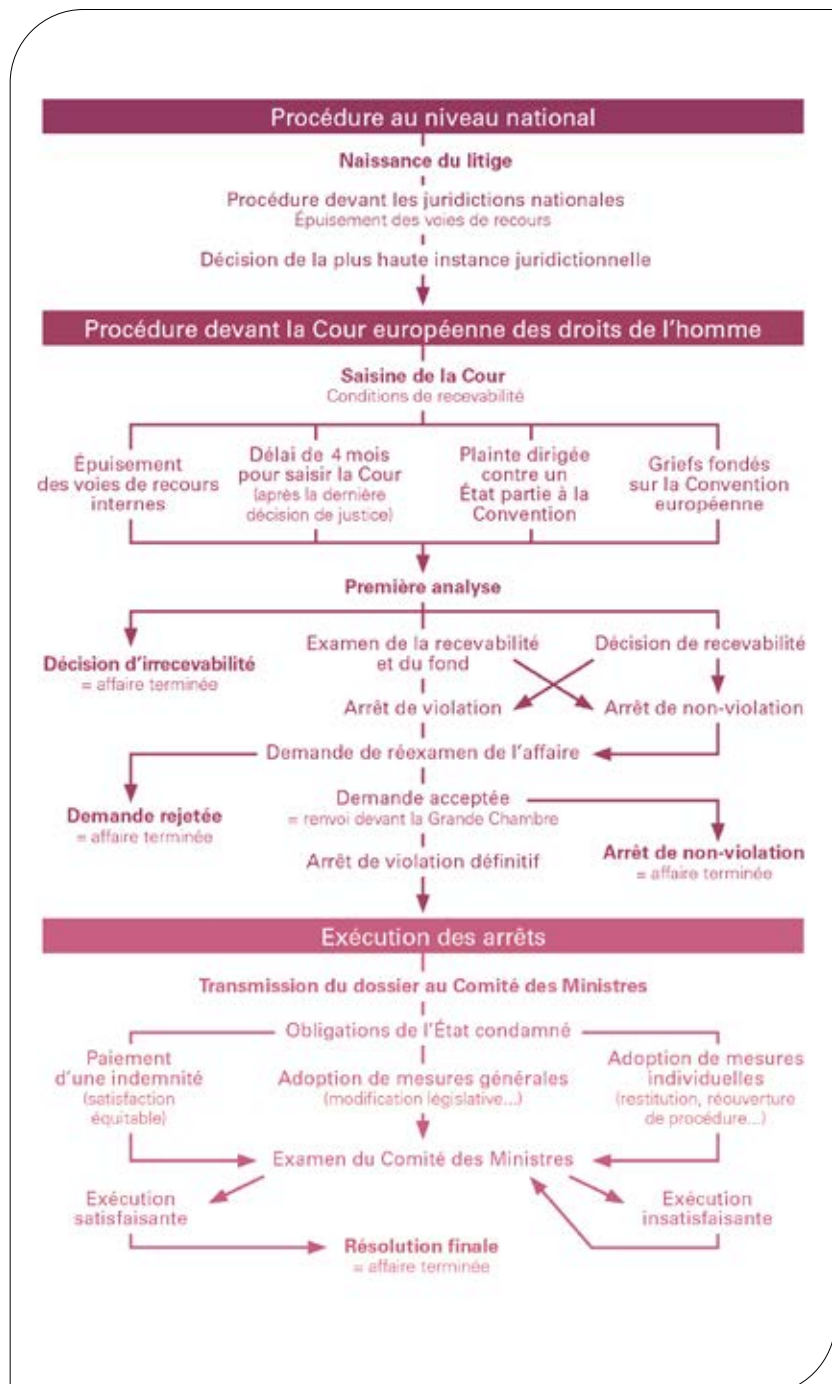 Procédure au niveau national
Naissance du litige
Procédure devant les juridictions nationales
Épuisement des voies de recours
Décision de la plus haute instance juridictionnelle
Procédure devant la Cour européenne des droits de l'homme
Saisine de la Cour
Conditions de recevabilité
Épuisement
des voies de recours
internes
Délai de 4 mois
pour saisir la Cour
(après la dernière
décision de justice)
Plainte dirigée
contre un
État partie à la
Convention
Griefs fondés
sur la Convention
européenne
Première analyse
Décision d'irrecevabilité
= affaire terminée
Examen de la recevabilité
et du fond
Décision de recevabilité
Arrêt de violation
Arrêt de non-violation
Demande de réexamen de l'affaire
Demande rejetée
= affaire terminée
Demande acceptée
= renvoi devant la Grande Chambre
Arrêt de violation définitif
Arrêt de non-violation
= affaire terminée
Exécution des arrêts
Transmission du dossier au Comité des Ministres
Obligations de l'État condamné
Paiement
d'une indemnité
(satisfaction
équitable)
Adoption de mesures générales
(modification législative...)
Adoption de mesures
individuelles
(restitution, réouverture
de procédure...)
Examen du Comité des Ministres
Exécution
satisfaisante
Exécution
insatisfaisante
Résolution finale
= affaire terminée